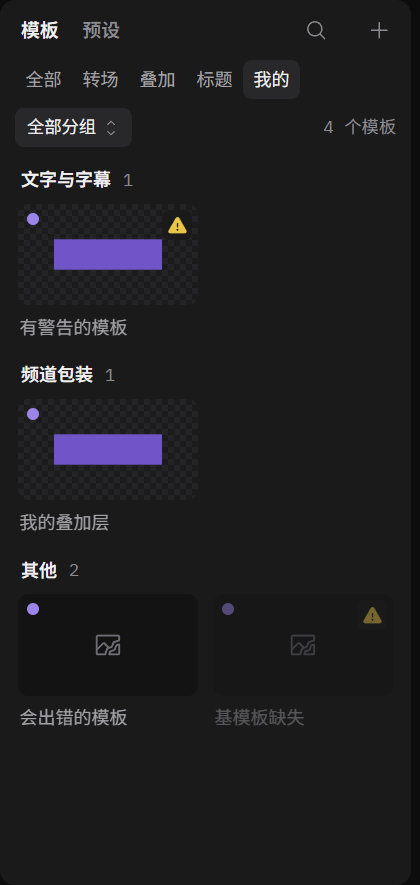 模板 预设
全部 转场 叠加 标题 我的
全部分组 4 个模板
文字与字幕 1
有警告的模板
频道包装 1
我的叠加层
其他 2
会出错的模板 基模板缺失